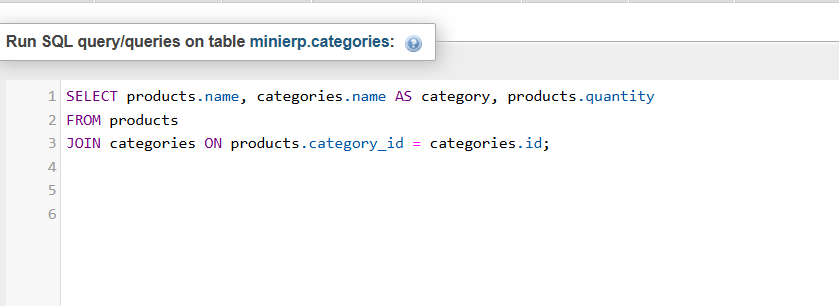 Run SQL query/queries on table minierp.categories:
1 SELECT products.name, categories.name AS category, products.quantity
2 FROM products
3 JOIN categories ON products.category_id = categories.id;
4
5
6